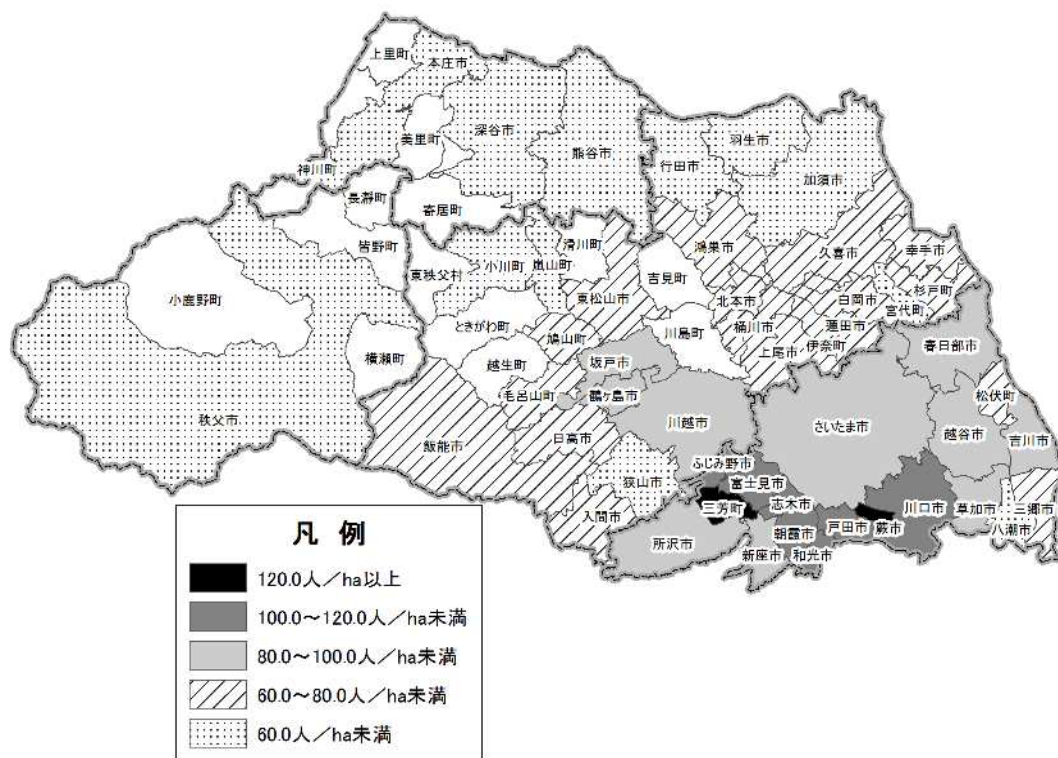 上里町
本庄市
美里町
深谷市
熊谷市
神川町
長瀞町
寄居町
皆野町
行田市
羽生市
加須市
東秩父村
小川町
嵐山町
滑川町
吉見町
鴻巣市
久喜市
幸手市
小鹿野町
東松山市
北本市
白岡市
杉戸町
宮代町
ときがわ町
鳩山町
川島町
桶川市
蓮田市
伊奈町
上尾市
春日部市
横瀬町
越生町
坂戸市
毛呂山町
鶴ヶ島市
松伏町
秩父市
飯能市
日高市
川越市
さいたま市
越谷市
吉川市
狭山市
ふじみ野市
富士見市
入間市
三芳町
志木市
川口市
草加市
三郷市
八潮市
所沢市
朝霞市
戸田市
蕨市
新座市
和光市
凡 例
120.0人/ha以上
100.0~120.0人/ha未満
80.0~100.0人/ha未満
60.0~80.0人/ha未満
60.0人/ha未満